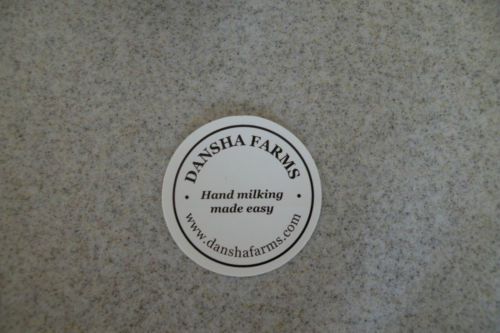 DANSHA FARMS
Hand milking
made easy
www.danshafarms.com